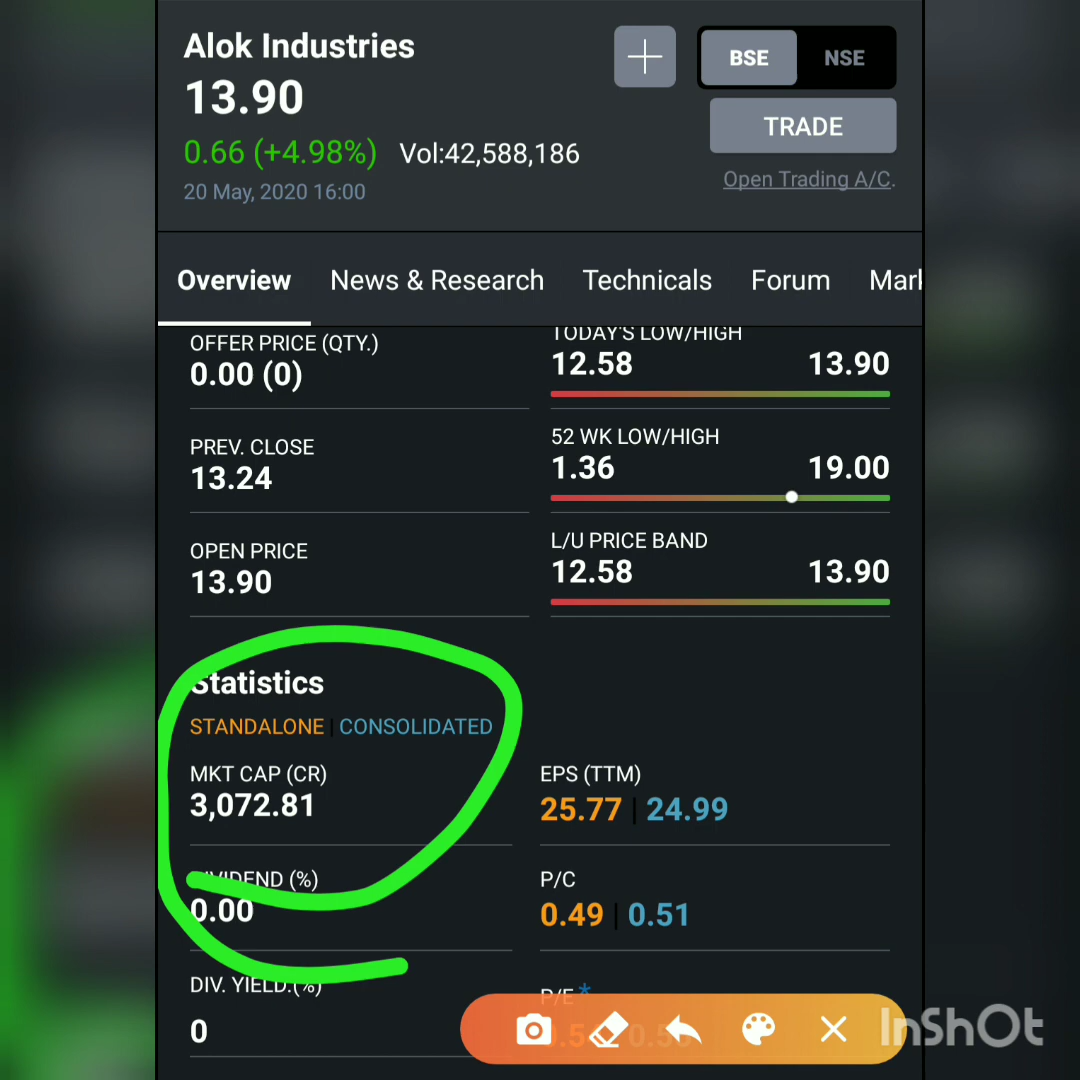 Alok Industries
13.90
0.66 (+4.98%) Vol:42,588,186
20 May, 2020 16:00
BSE NSE
TRADE
Open Trading A/C.
Overview News & Research Technicals Forum
OFFER PRICE (QTY.)
0.00 (0)
TODAY'S LOW/HIGH
12.58 13.90
PREV. CLOSE
13.24
52 WK LOW/HIGH
1.36 19.00
OPEN PRICE
13.90
L/U PRICE BAND
12.58 13.90
Statistics
STANDALONE | CONSOLIDATED
MKT CAP (CR)
3,072.81
EPS (TTM)
25.77 | 24.99
DIVIDEND (%)
0.00
P/C
0.49 | 0.51
DIV. YIELD.(%)
0
P/E *
InShOt